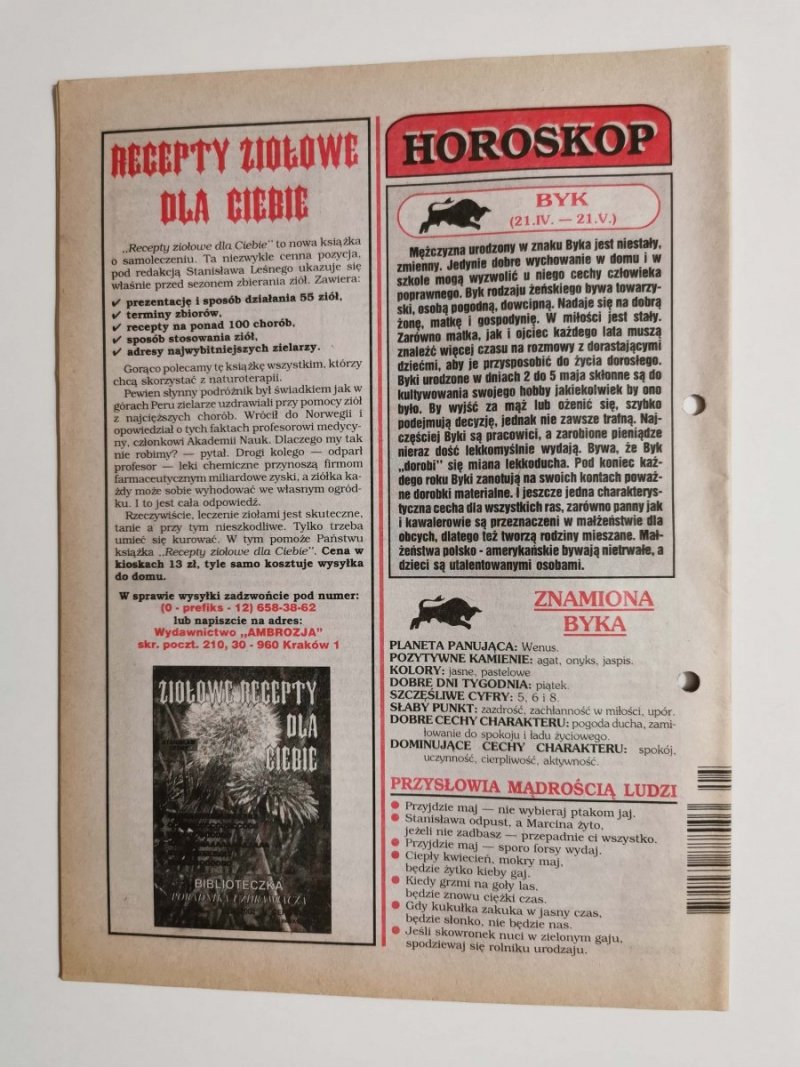 RECEPTY ZIOŁOWE
DLA CIEBIE
„Recepty ziołowe dla Ciebie" to nowa książka
o samoleczeniu. Ta niezwykle cenna pozycja,
pod redakcją Stanisława Leśnego ukazuje się
właśnie przed sezonem zbierania ziół. Zawiera:
✔ prezentację i sposób działania 55 ziół,
✔ terminy zbiorów,
✔ recepty na ponad 100 chorób,
✔ sposób stosowania ziół,
✔ adresy najwybitniejszych zielarzy.
Gorąco polecamy tę książkę wszystkim, którzy
chcą skorzystać z naturoterapii.
Pewien słynny podróżnik był świadkiem jak w
górach Peru zielarze uzdrawiali przy pomocy ziół
z najcięższych chorób. Wrócił do Norwegii i
opowiedział o tych faktach profesorowi medycy-
ny, członkowi Akademii Nauk. Dlaczego my tak
nie robimy? — pytał. Drogi kolego — odparł
profesor — leki chemiczne przynoszą firmom
farmaceutycznym miliardowe zyski, a ziółka ka-
żdy może sobie wyhodować we własnym ogród-
ku. I to jest cała odpowiedź.
Rzeczywiście, leczenie ziołami jest skuteczne,
tanie a przy tym nieszkodliwe. Tylko trzeba
umieć się kurować. W tym pomoże Państwu
książka „Recepty ziołowe dla Ciebie". Cena w
kioskach 13 zł, tyle samo kosztuje wysyłka
do domu.
W sprawie wysyłki zadzwońcie pod numer:
(0 - prefiks - 12) 658-38-62
lub napiszcie na adres:
Wydawnictwo „AMBROZJA"
skr. poczt. 210, 30 - 960 Kraków 1
ZIOŁOWE RECEPTY
DLA
CIEBIE
BIBLIOTECZKA
PORADNIKA UZDRAWIACZA
HOROSKOP
BYK
(21.IV. — 21.V.)
Mężczyzna urodzony w znaku Byka jest niestały,
zmienny. Jedynie dobre wychowanie w domu i w
szkole mogą wyzwolić u niego cechy człowieka
poprawnego. Byk rodzaju żeńskiego bywa towarzy-
ski, osobą pogodną, dowcipną. Nadaje się na dobrą
żonę, matkę i gospodynię. W miłości jest stały.
Zarówno matka, jak i ojciec każdego lata muszą
znaleźć więcej czasu na rozmowy z dorastającymi
dziećmi, aby je przysposobić do życia dorosłego.
Byki urodzone w dniach 2 do 5 maja skłonne są do
kultywowania swojego hobby jakiekolwiek by ono
było. By wyjść za mąż lub ożenić się, szybko
podejmują decyzję, jednak nie zawsze trafną. Naj-
częściej Byki są pracowici, a zarobione pieniądze
nieraz dość lekkomyślnie wydają. Bywa, że Byk
„dorobi" się miana lekkoducha. Pod koniec każ-
dego roku Byki zanotują na swoich kontach poważ-
ne dorobki materialne. I jeszcze jedna charakterys-
tyczna cecha dla wszystkich ras, zarówno panny jak
i kawalerowie są przeznaczeni w małżeństwie dla
obcych, dlatego też tworzą rodziny mieszane. Mał-
żeństwa polsko - amerykańskie bywają nietrwałe, a
dzieci są utalentowanymi osobami.
ZNAMIONA
BYKA
PLANETA PANUJĄCA: Wenus.
POZYTYWNE KAMIENIE: agat, onyks, jaspis.
KOLORY: jasne, pastelowe
DOBRE DNI TYGODNIA: piątek.
SZCZĘŚLIWE CYFRY: 5, 6 i 8.
SŁABY PUNKT: zazdrość, zachłanność w miłości, upór.
DOBRE CECHY CHARAKTERU: pogoda ducha, zami-
łowanie do spokoju i ładu życiowego.
DOMINUJĄCE CECHY CHARAKTERU: spokój,
uczynność, cierpliwość, aktywność.
PRZYSŁOWIA MĄDROŚCIĄ LUDZI
● Przyjdzie maj — nie wybieraj ptakom jaj.
● Stanisława odpust, a Marcina żyto,
jeżeli nie zadbasz — przepadnie ci wszystko.
● Przyjdzie maj — sporo forsy wydaj.
● Ciepły kwiecień, mokry maj,
będzie żytko kieby gaj.
● Kiedy grzmi na goły las,
będzie znowu ciężki czas.
● Gdy kukułka zakuka w jasny czas,
będzie słonko, nie będzie nas.
● Jeśli skowronek nuci w zielonym gaju,
spodziewaj się rolniku urodzaju.